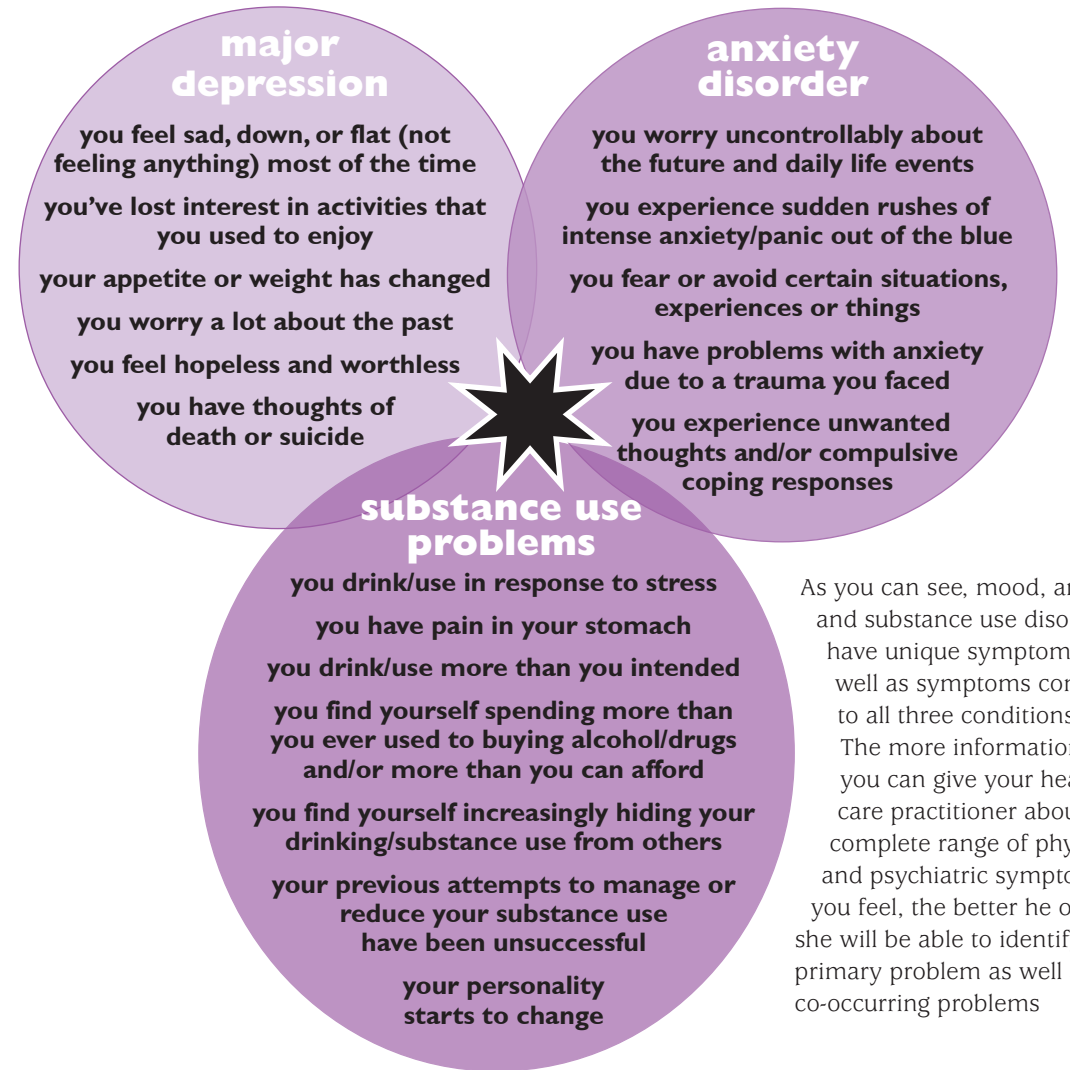 major
depression
you feel sad, down, or flat (not
feeling anything) most of the time
you've lost interest in activities that
you used to enjoy
your appetite or weight has changed
you worry a lot about the past
you feel hopeless and worthless
you have thoughts of
death or suicide
anxiety
disorder
you worry uncontrollably about
the future and daily life events
you experience sudden rushes of
intense anxiety/panic out of the blue
you fear or avoid certain situations,
experiences or things
you have problems with anxiety
due to a trauma you faced
you experience unwanted
thoughts and/or compulsive
coping responses
substance use
problems
you drink/use in response to stress
you have pain in your stomach
you drink/use more than you intended
you find yourself spending more than
you ever used to buying alcohol/drugs
and/or more than you can afford
you find yourself increasingly hiding your
drinking/substance use from others
your previous attempts to manage or
reduce your substance use
have been unsuccessful
your personality
starts to change
As you can see, mood,
and substance use
have unique
well as symptoms
to all three conditions
The more
you can give your
care practitioner
complete range of
and psychiatric
you feel, the better he
she will be able to
primary problem as well
co-occurring problems